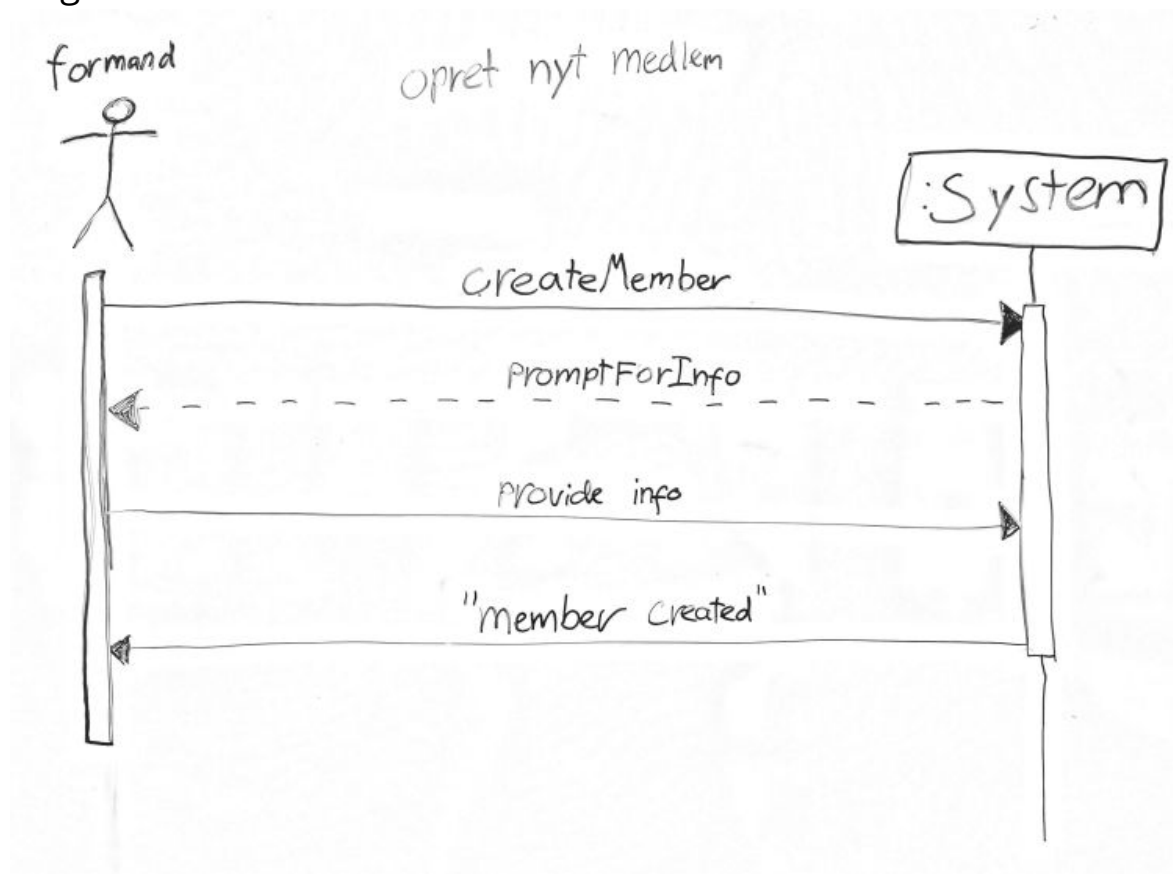 formand
opret nyt medlem
:System
createMember
PromptForInfo
Provide info
"member created"